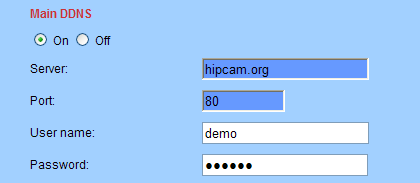 Main DDNS
On Off
Server: hipcam.org
Port: 80
User name: demo
Password: ●●●●●●